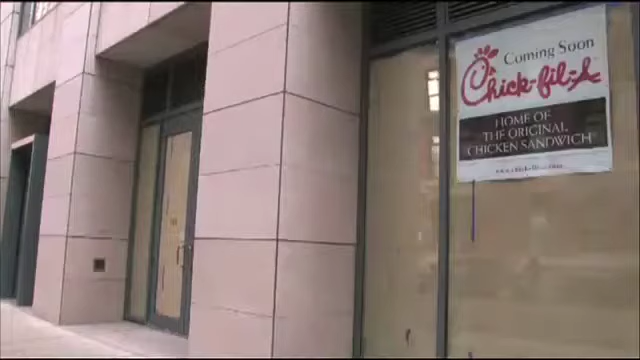 Coming Soon
Chick-fil-A
HOME OF
THE ORIGINAL
CHICKEN SANDWICH